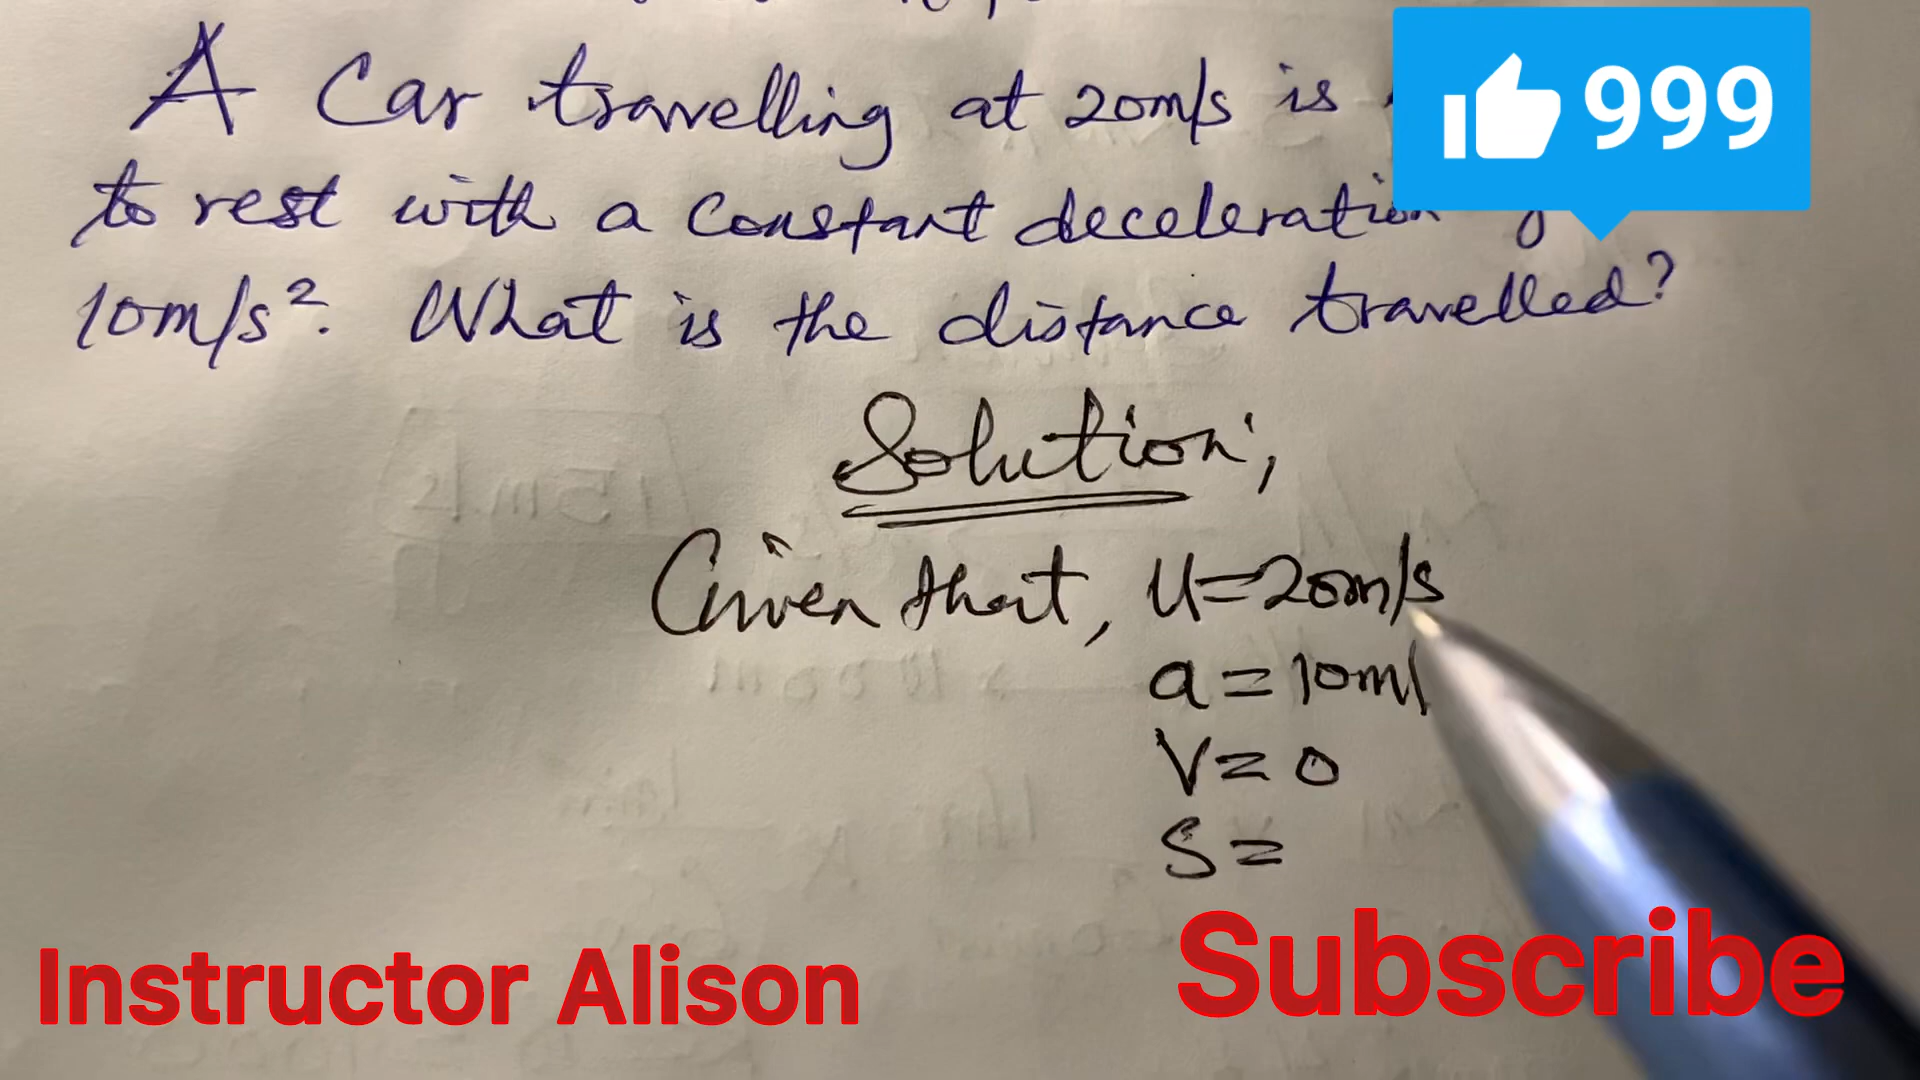 A Car travelling at 20m/s is
999
to rest with a constant deceleration
10m/s². What is the distance travelled?
Solution;
Given that, U=20m/s
a=10m/
V=0
S=
Instructor Alison
Subscribe